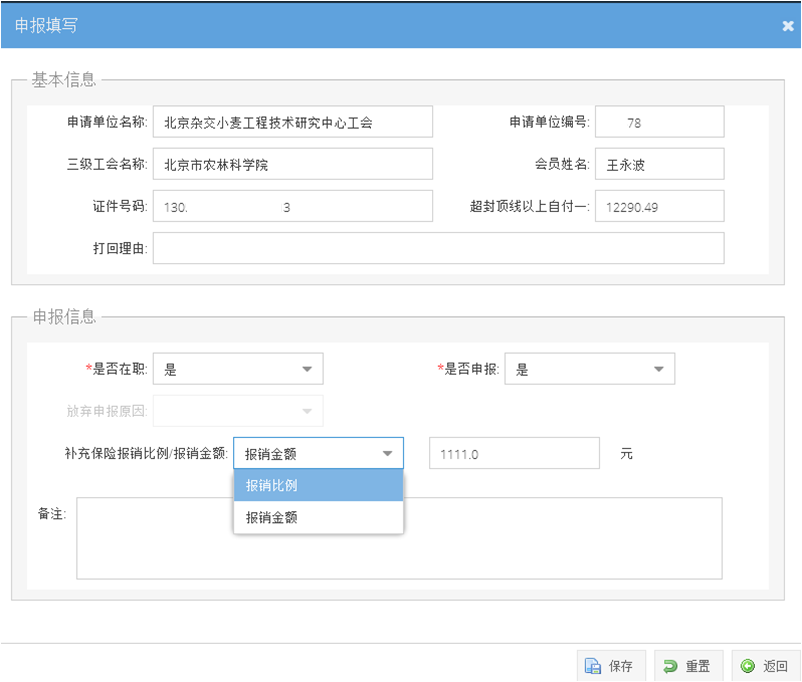 申报填写
基本信息
申请单位名称: 北京杂交小麦工程技术研究中心工会 申请单位编号: 78
三级工会名称: 北京市农林科学院 会员姓名: 王永波
证件号码: 130. 3 超封顶线以上自付一: 12290.49
打回理由:
申报信息
*是否在职: 是 *是否申报: 是
放弃申报原因:
补充保险报销比例/报销金额: 报销金额 1111.0 元
报销比例
备注: 报销金额
保存 重置 返回